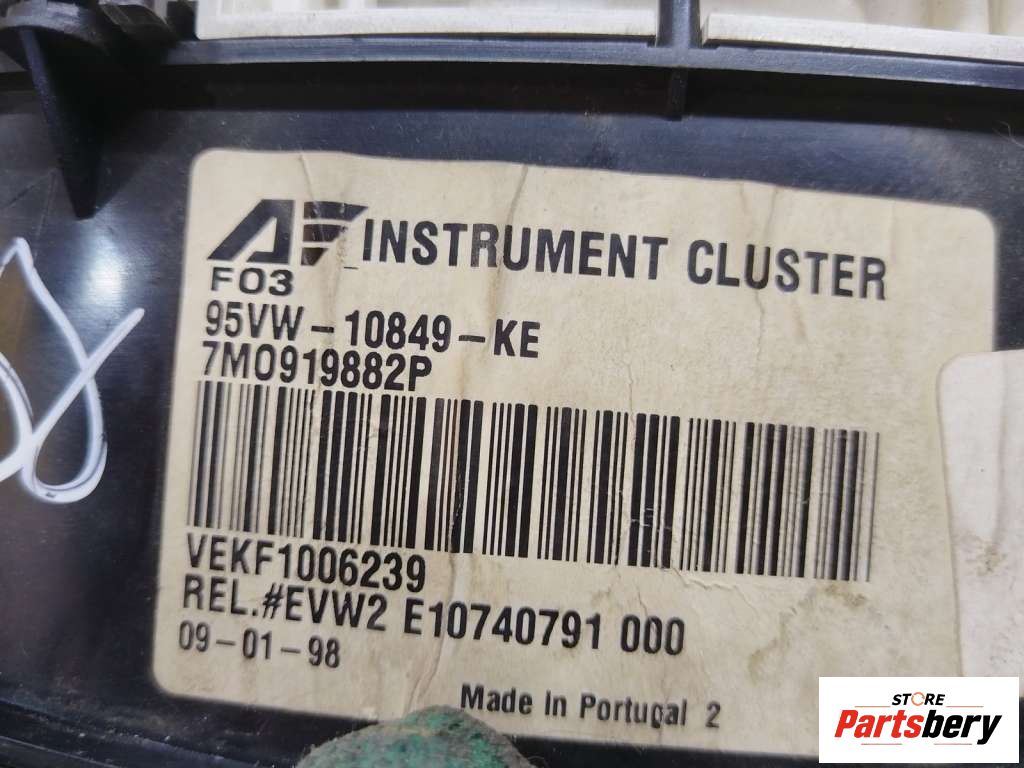 AF INSTRUMENT CLUSTER
F03
95VW-10849-KE
7M0919882P
VEKF1006239
REL.#EVW2 E10740791 000
09-01-98
Made In Portugal 2
STORE
Partsbery